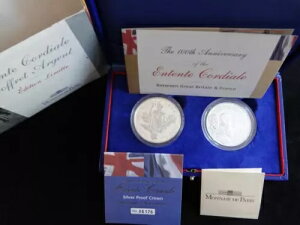 Entente Cordiale
Coffret Argent
Edition Limitée
The 100th Anniversary
of the
Entente Cordiale
Between Great Britain & France
Entente Cordiale
Silver Proof Crown
MONNAIE DE PARIS